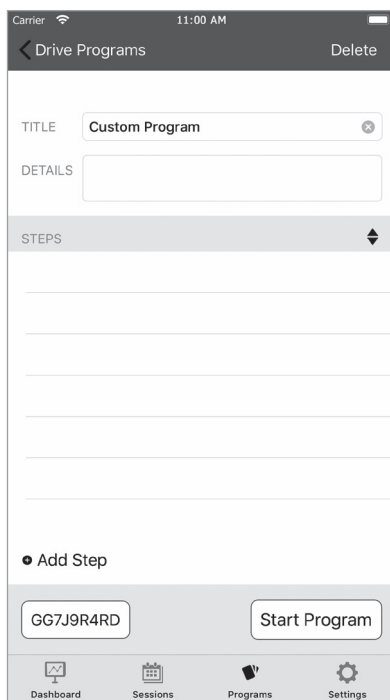 Carrier 11:00 AM
Drive Programs Delete
TITLE Custom Program
DETAILS
STEPS
Add Step
GG7J9R4RD Start Program
Dashboard Sessions Programs Settings